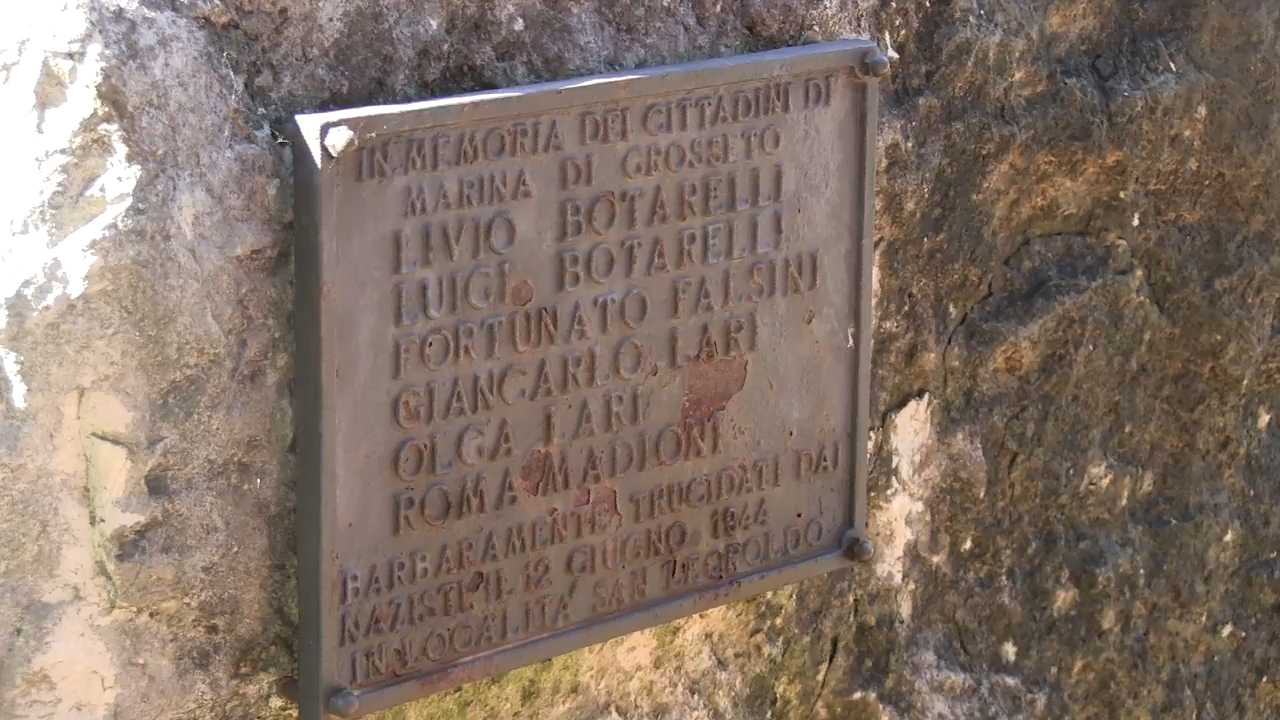 IN MEMORIA DEI CITTADINI DI
MARINA DI GROSSETO
LIVIO BOTARELLI
LUIGI BOTARELLI
FORTUNATO FALSINI
GIANCARLO LARI
OLGA LARI
ROMA MADIONI
BARBARAMENTE TRUCIDATI DAI
NAZISTI IL 12 GIUGNO 1944
IN LOCALITA' SAN LEOPOLDO